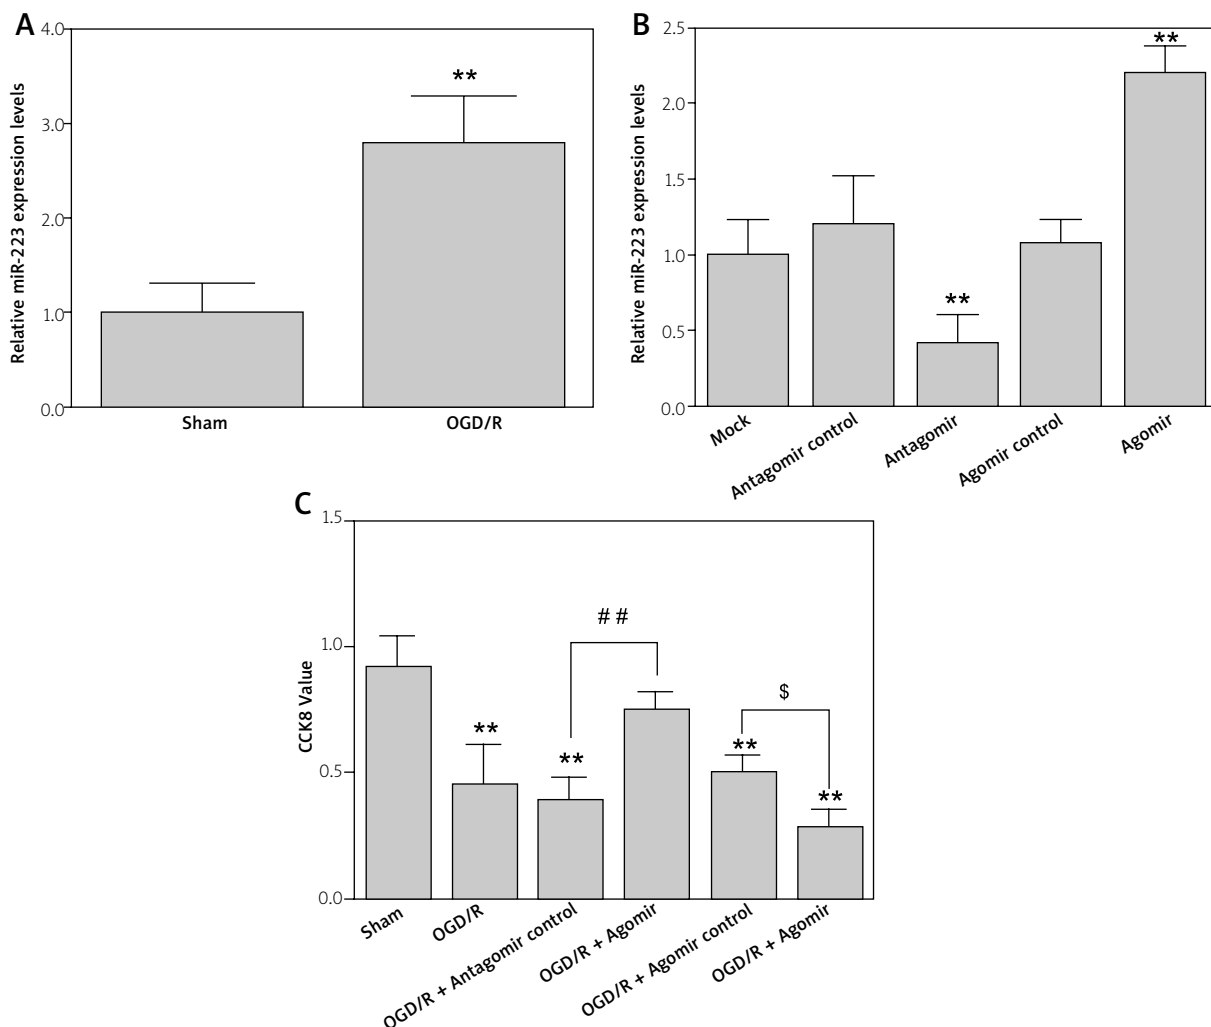 A
Relative miR-223 expression levels
4.0
3.0
2.0
1.0
0.0
**
Sham
OGD/R
B
Relative miR-223 expression levels
2.5
2.0
1.5
1.0
0.5
0.0
**
**
Mock
Antagomir control
Antagomir
Agomir control
Agomir
C
CCK8 Value
1.5
1.0
0.5
0.0
##
$
**
**
**
**
Sham
OGD/R
OGD/R + Antagomir control
OGD/R + Agomir
OGD/R + Agomir control
OGD/R + Agomir